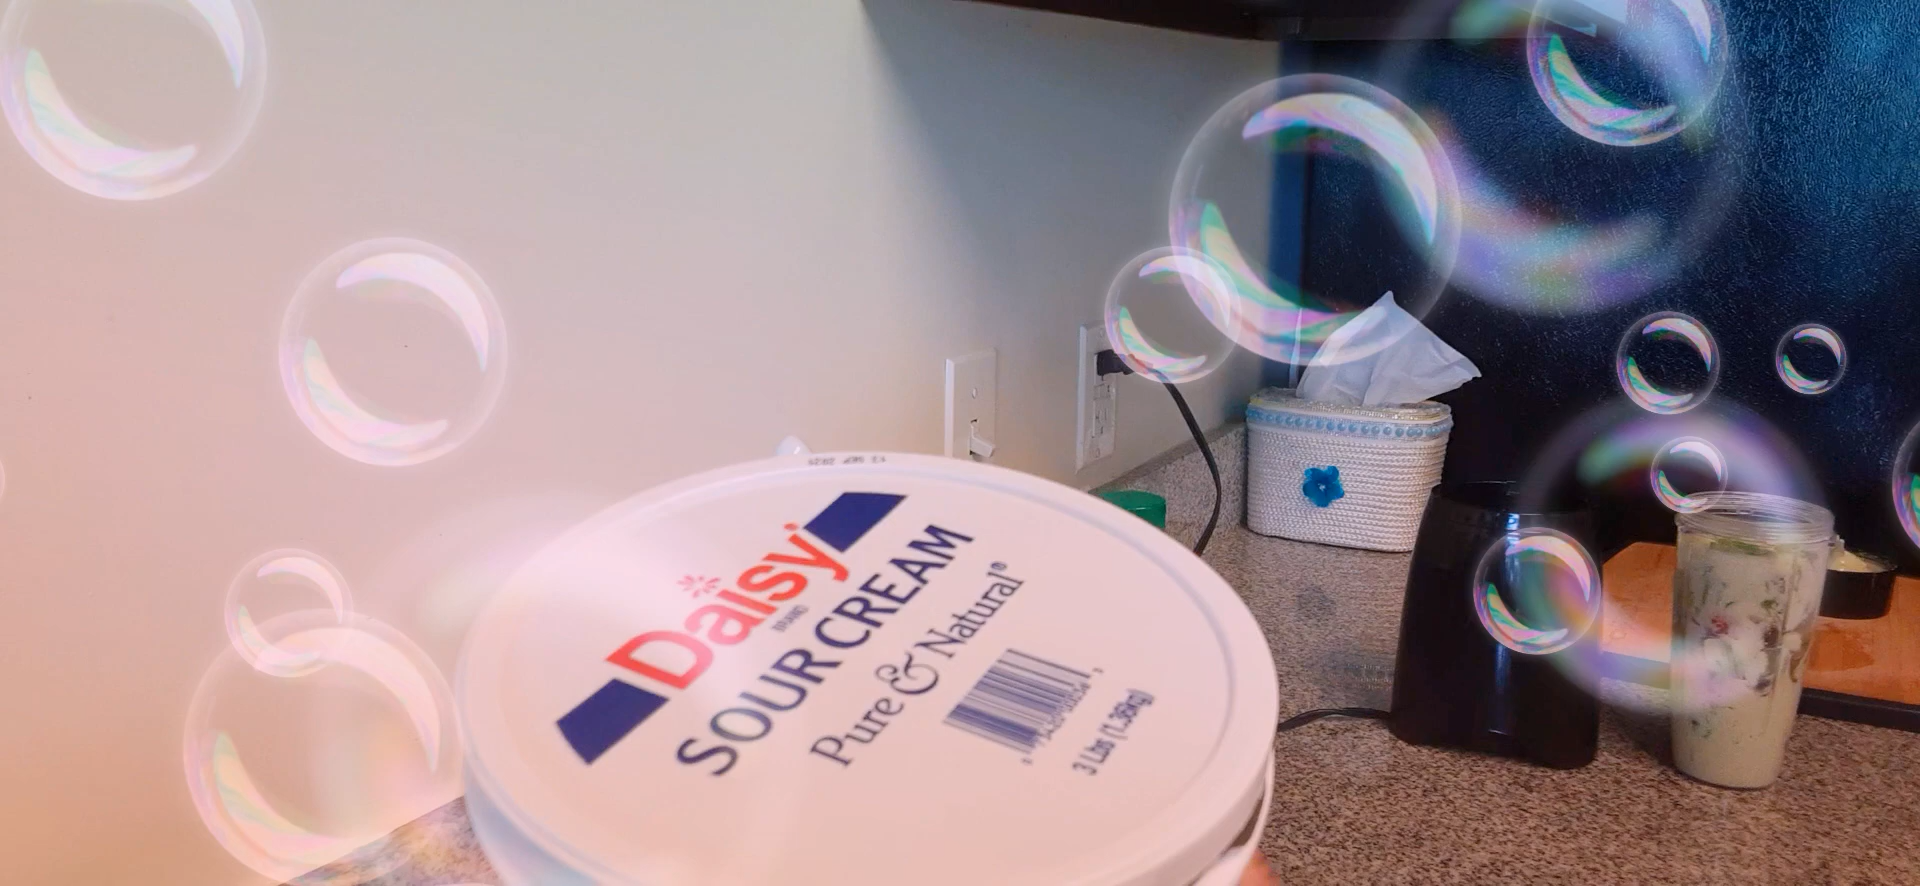 Daisy®
BRAND
SOUR CREAM
Pure & Natural®
3 Lbs (1.36kg)